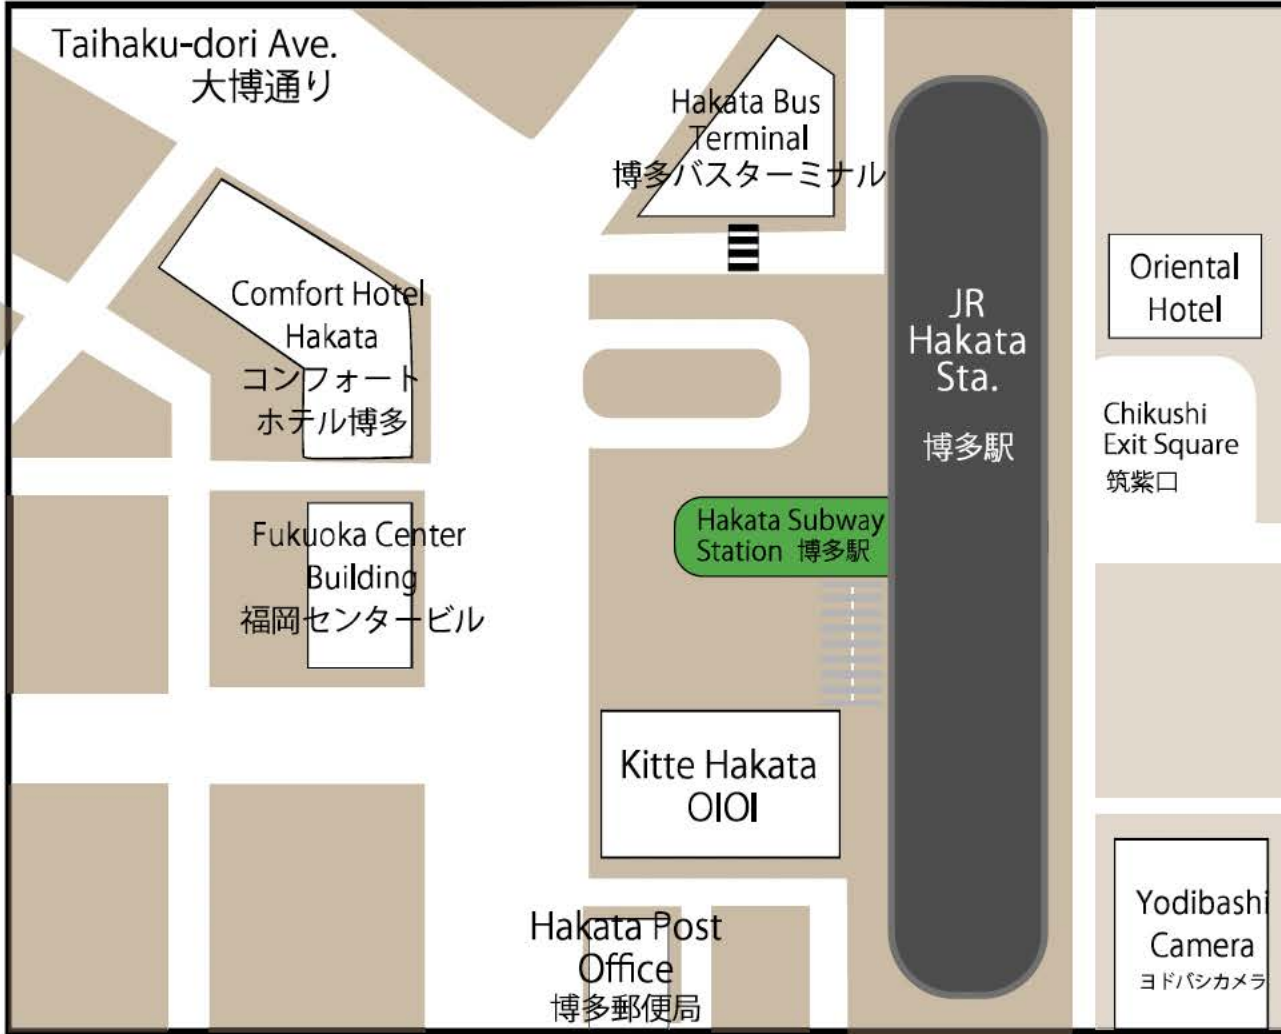 Taihaku-dori Ave.
大博通り
Hakata Bus
Terminal
博多バスターミナル
Comfort Hotel
Hakata
コンフォート
ホテル博多
JR
Hakata
Sta.
博多駅
Oriental
Hotel
Chikushi
Exit Square
筑紫口
Hakata Subway
Station 博多駅
Fukuoka Center
Building
福岡センタービル
Kitte Hakata
OIOI
Hakata Post
Office
博多郵便局
Yodibashi
Camera
ヨドバシカメラ